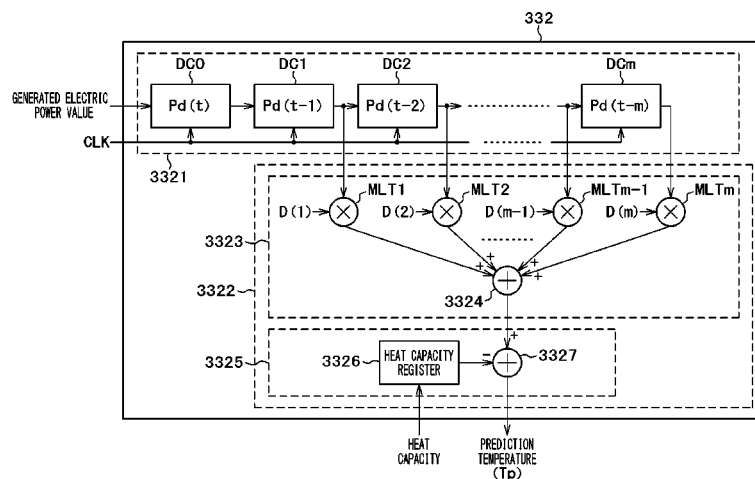 332
DC0 DC1 DC2 DCm
GENERATED ELECTRIC
POWER VALUE
Pd(t) Pd(t-1) Pd(t-2) Pd(t-m)
CLK
3321
MLT1 MLT2 MLTm-1 MLTm
D(1) × D(2) × D(m-1) × D(m) ×
3323
3322
+ + + +
+
3324
+
3325
3326
HEAT CAPACITY
REGISTER
− + 3327
HEAT
CAPACITY
PREDICTION
TEMPERATURE
(Tp)